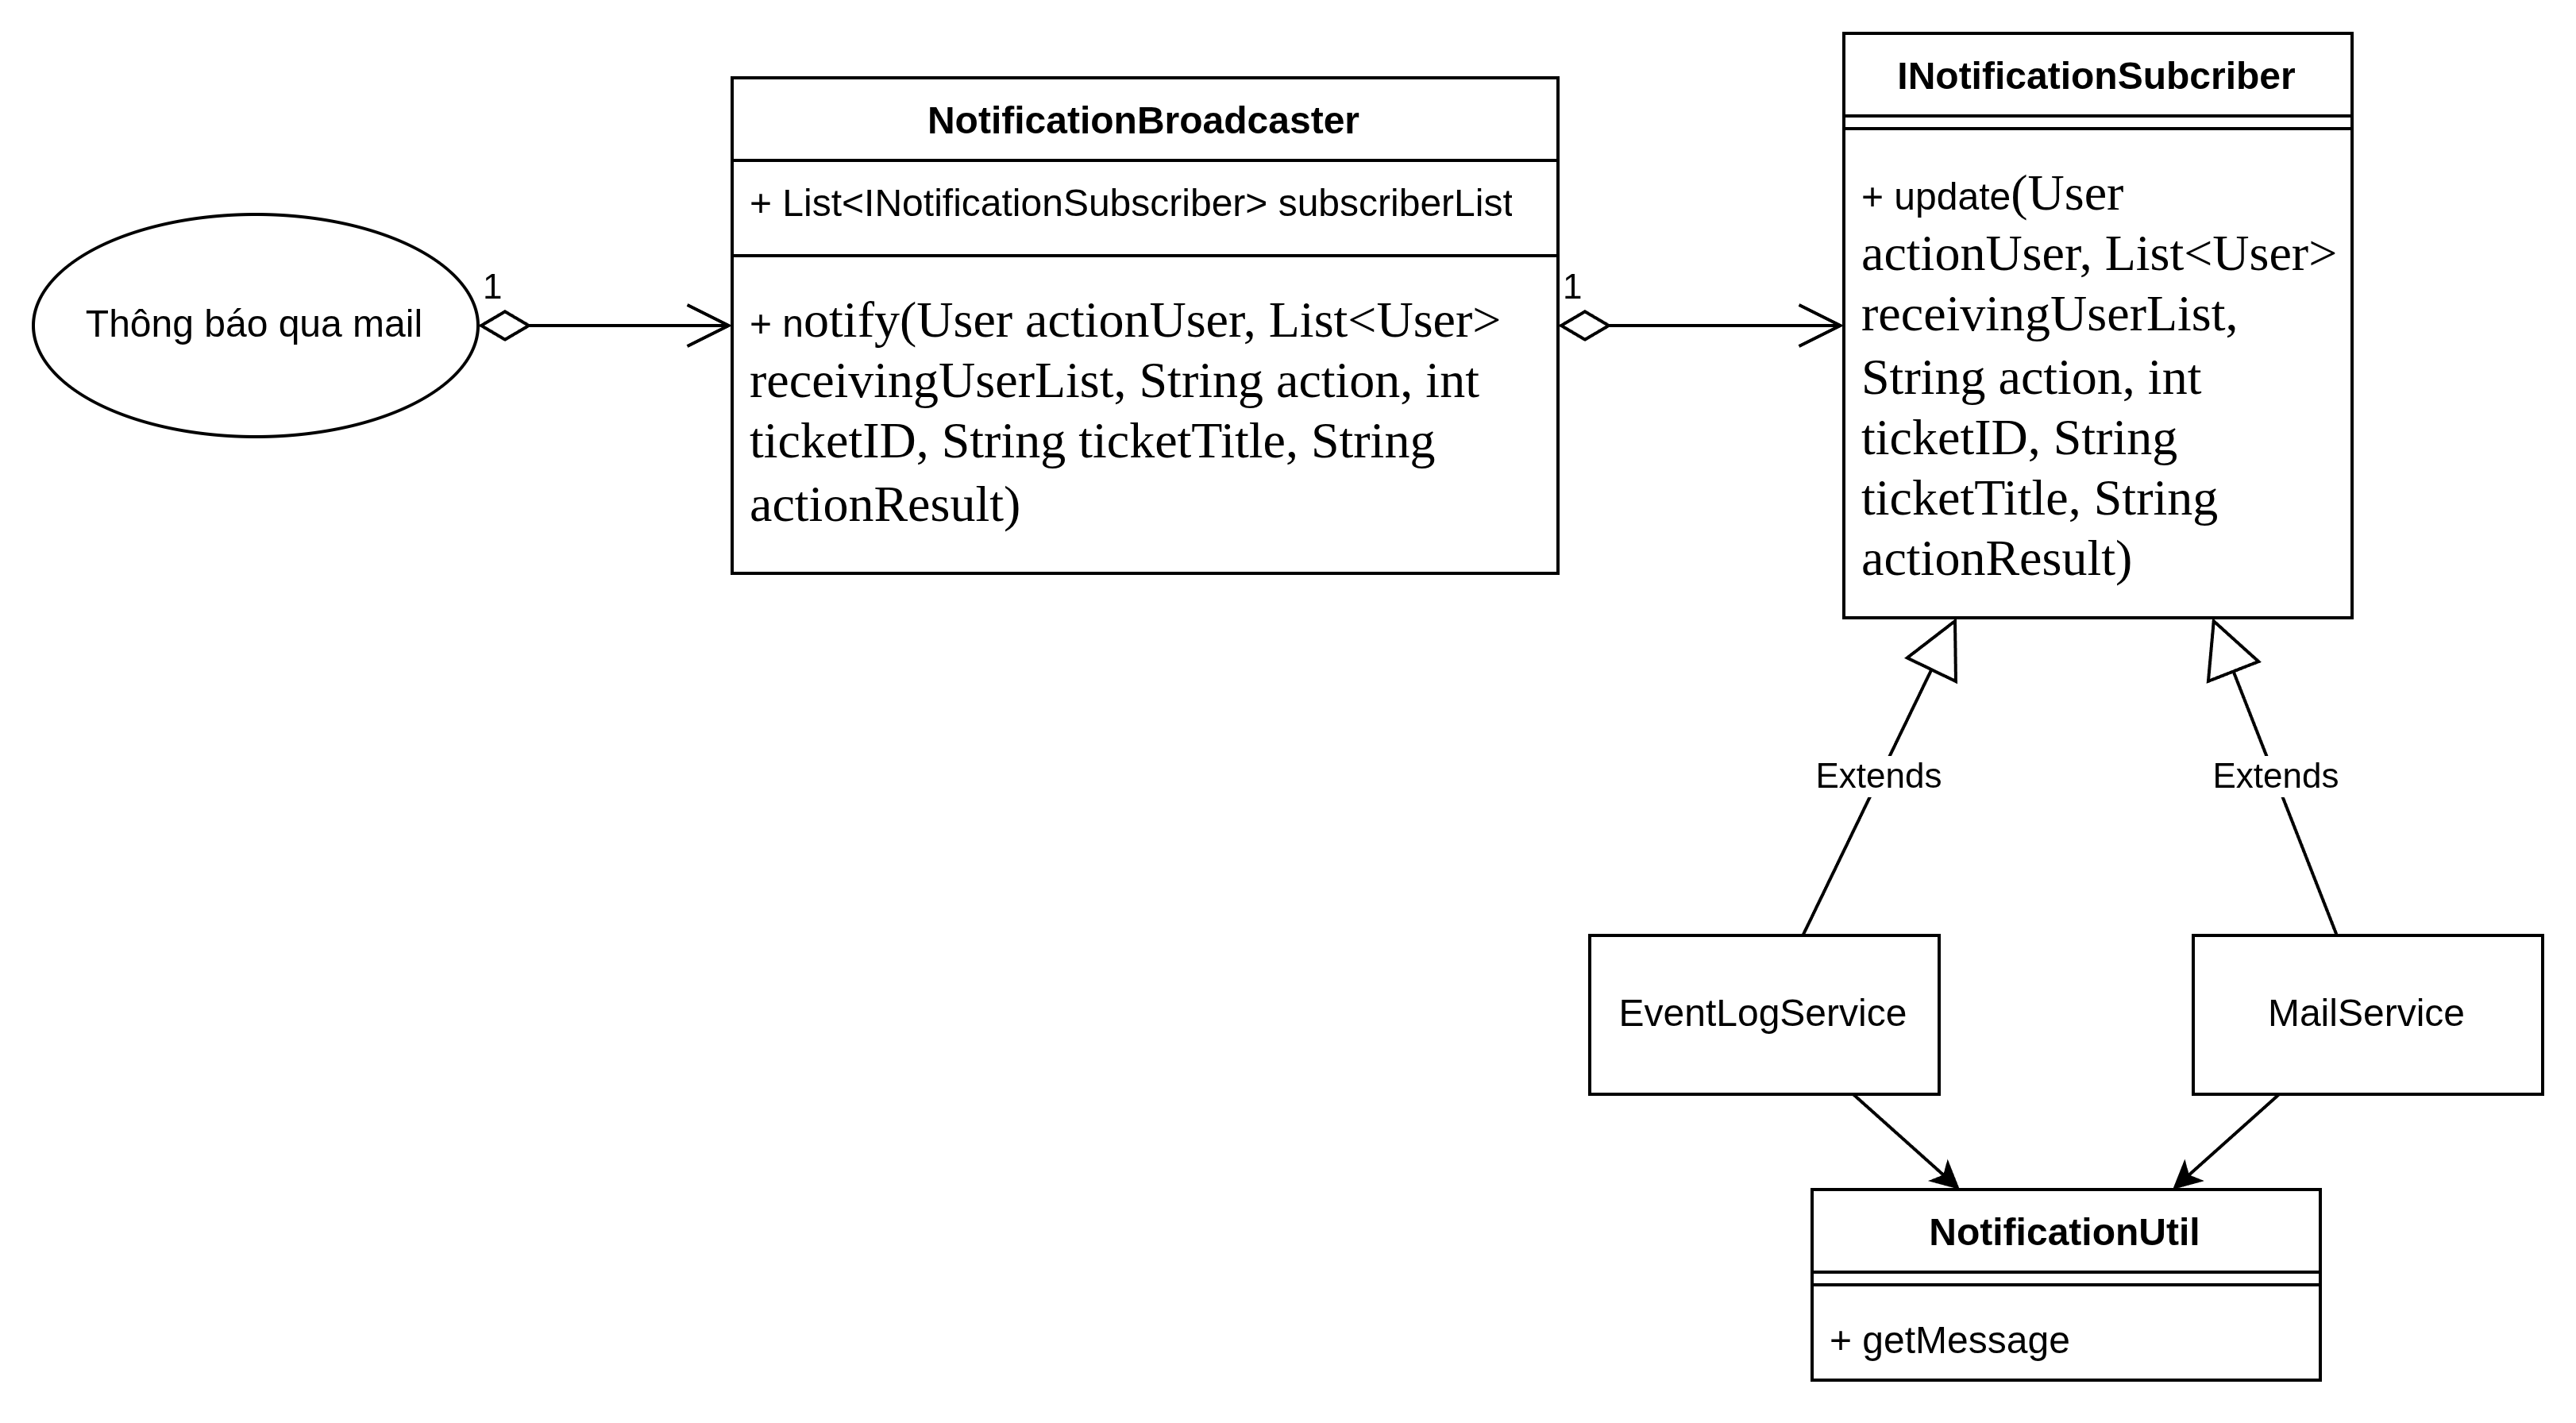 Thông báo qua mail
1
NotificationBroadcaster
+ List<INotificationSubscriber> subscriberList
+ notify(User actionUser, List<User>
receivingUserList, String action, int
ticketID, String ticketTitle, String
actionResult)
1
INotificationSubcriber
+ update(User
actionUser, List<User>
receivingUserList,
String action, int
ticketID, String
ticketTitle, String
actionResult)
Extends
Extends
EventLogService
MailService
NotificationUtil
+ getMessage